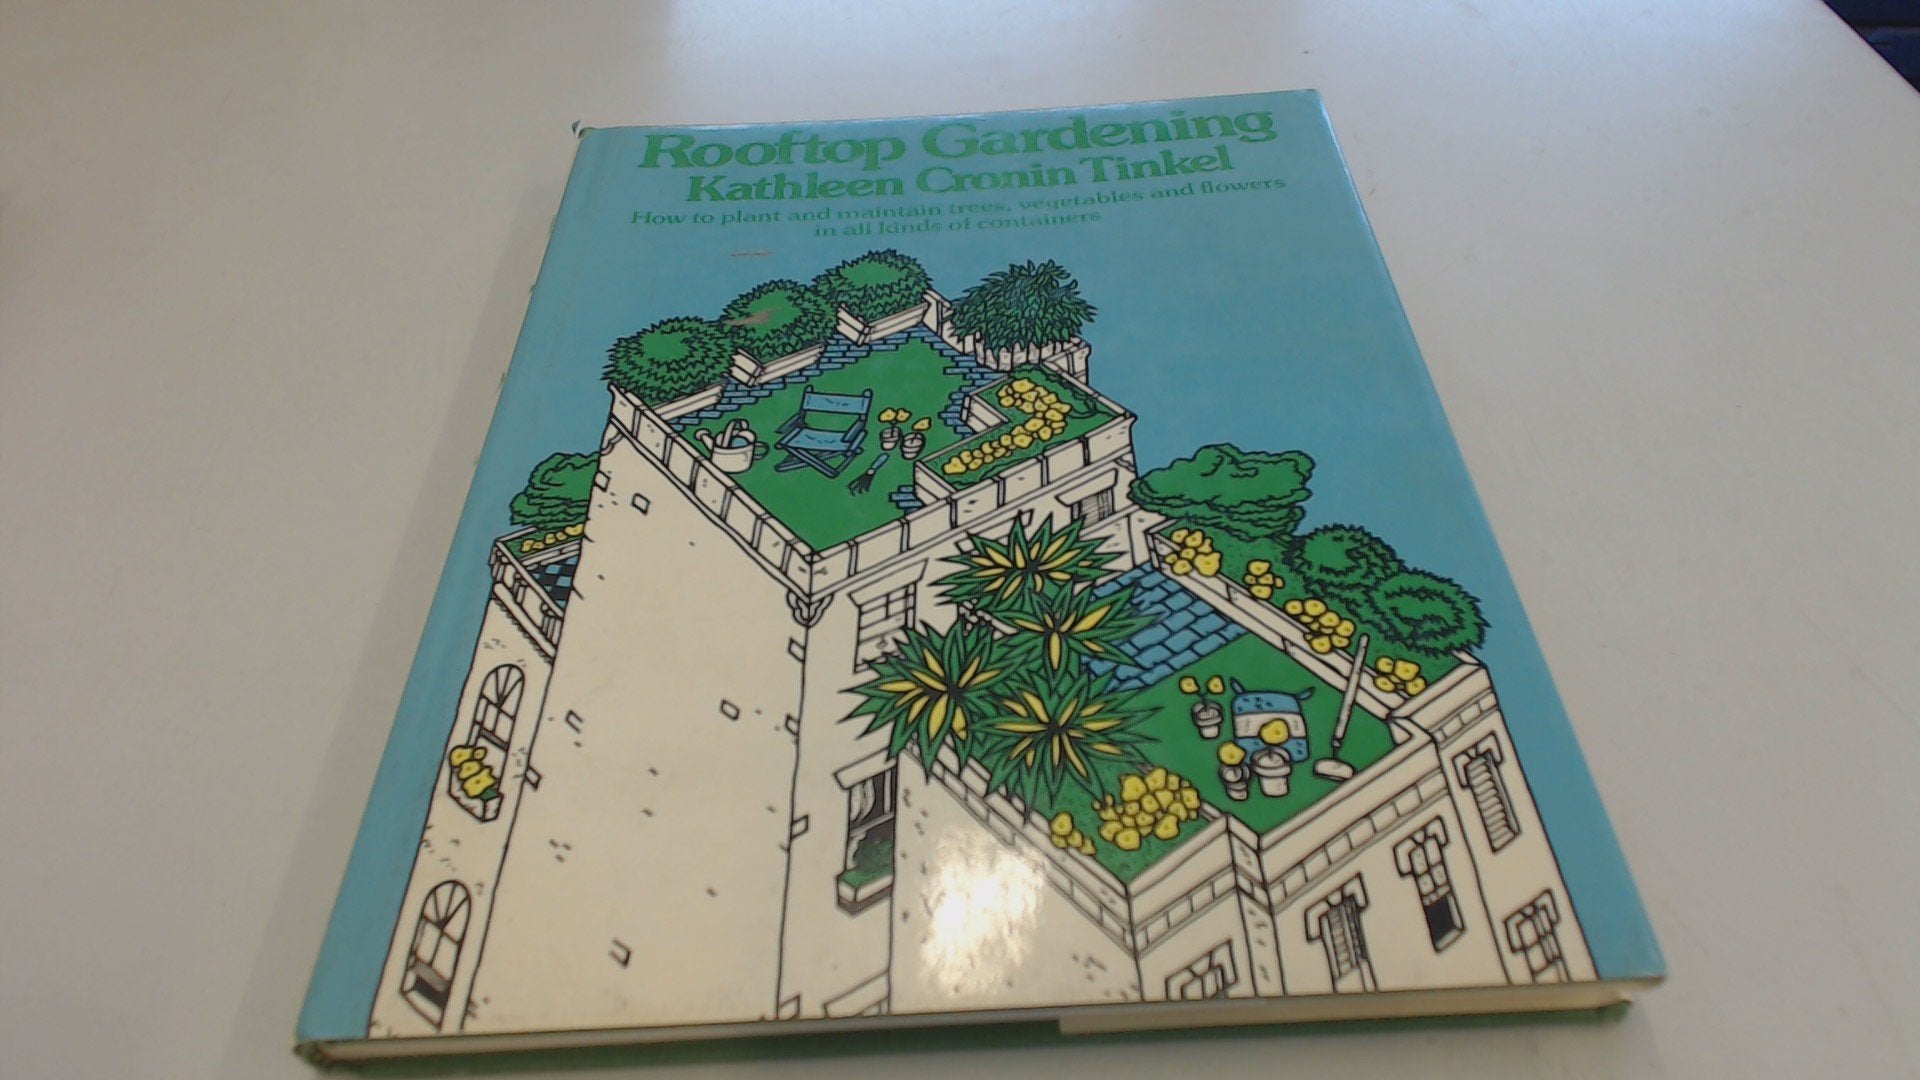 Rooftop Gardening
Kathleen Cronin Tinkel
How to plant and maintain trees, vegetables and flowers
in all kinds of containers